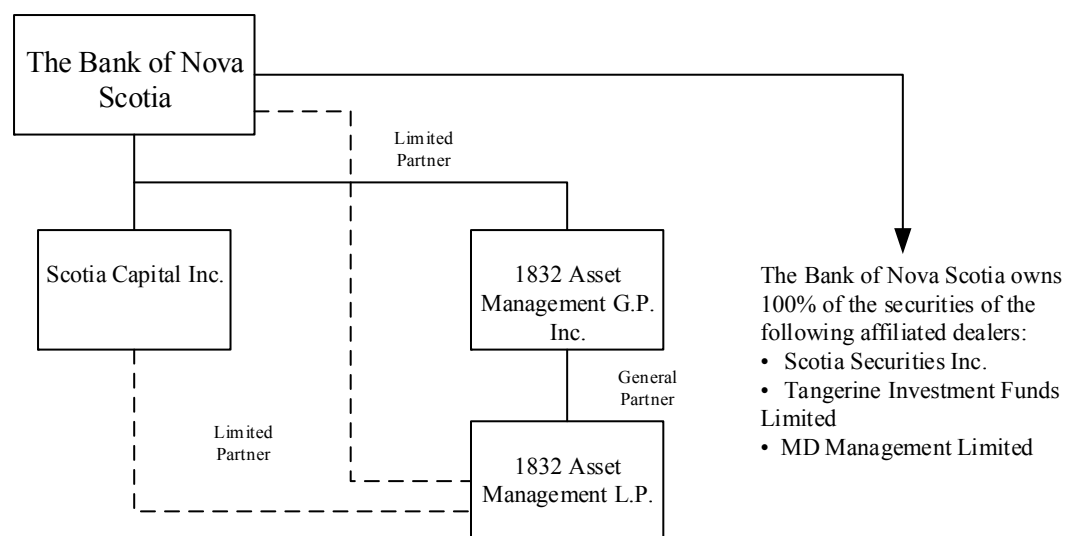 The Bank of Nova
Scotia
Limited
Partner
Scotia Capital Inc.
1832 Asset
Management G.P.
Inc.
The Bank of Nova Scotia owns
100% of the securities of the
following affiliated dealers:
• Scotia Securities Inc.
• Tangerine Investment Funds
Limited
• MD Management Limited
General
Partner
Limited
Partner
1832 Asset
Management L.P.